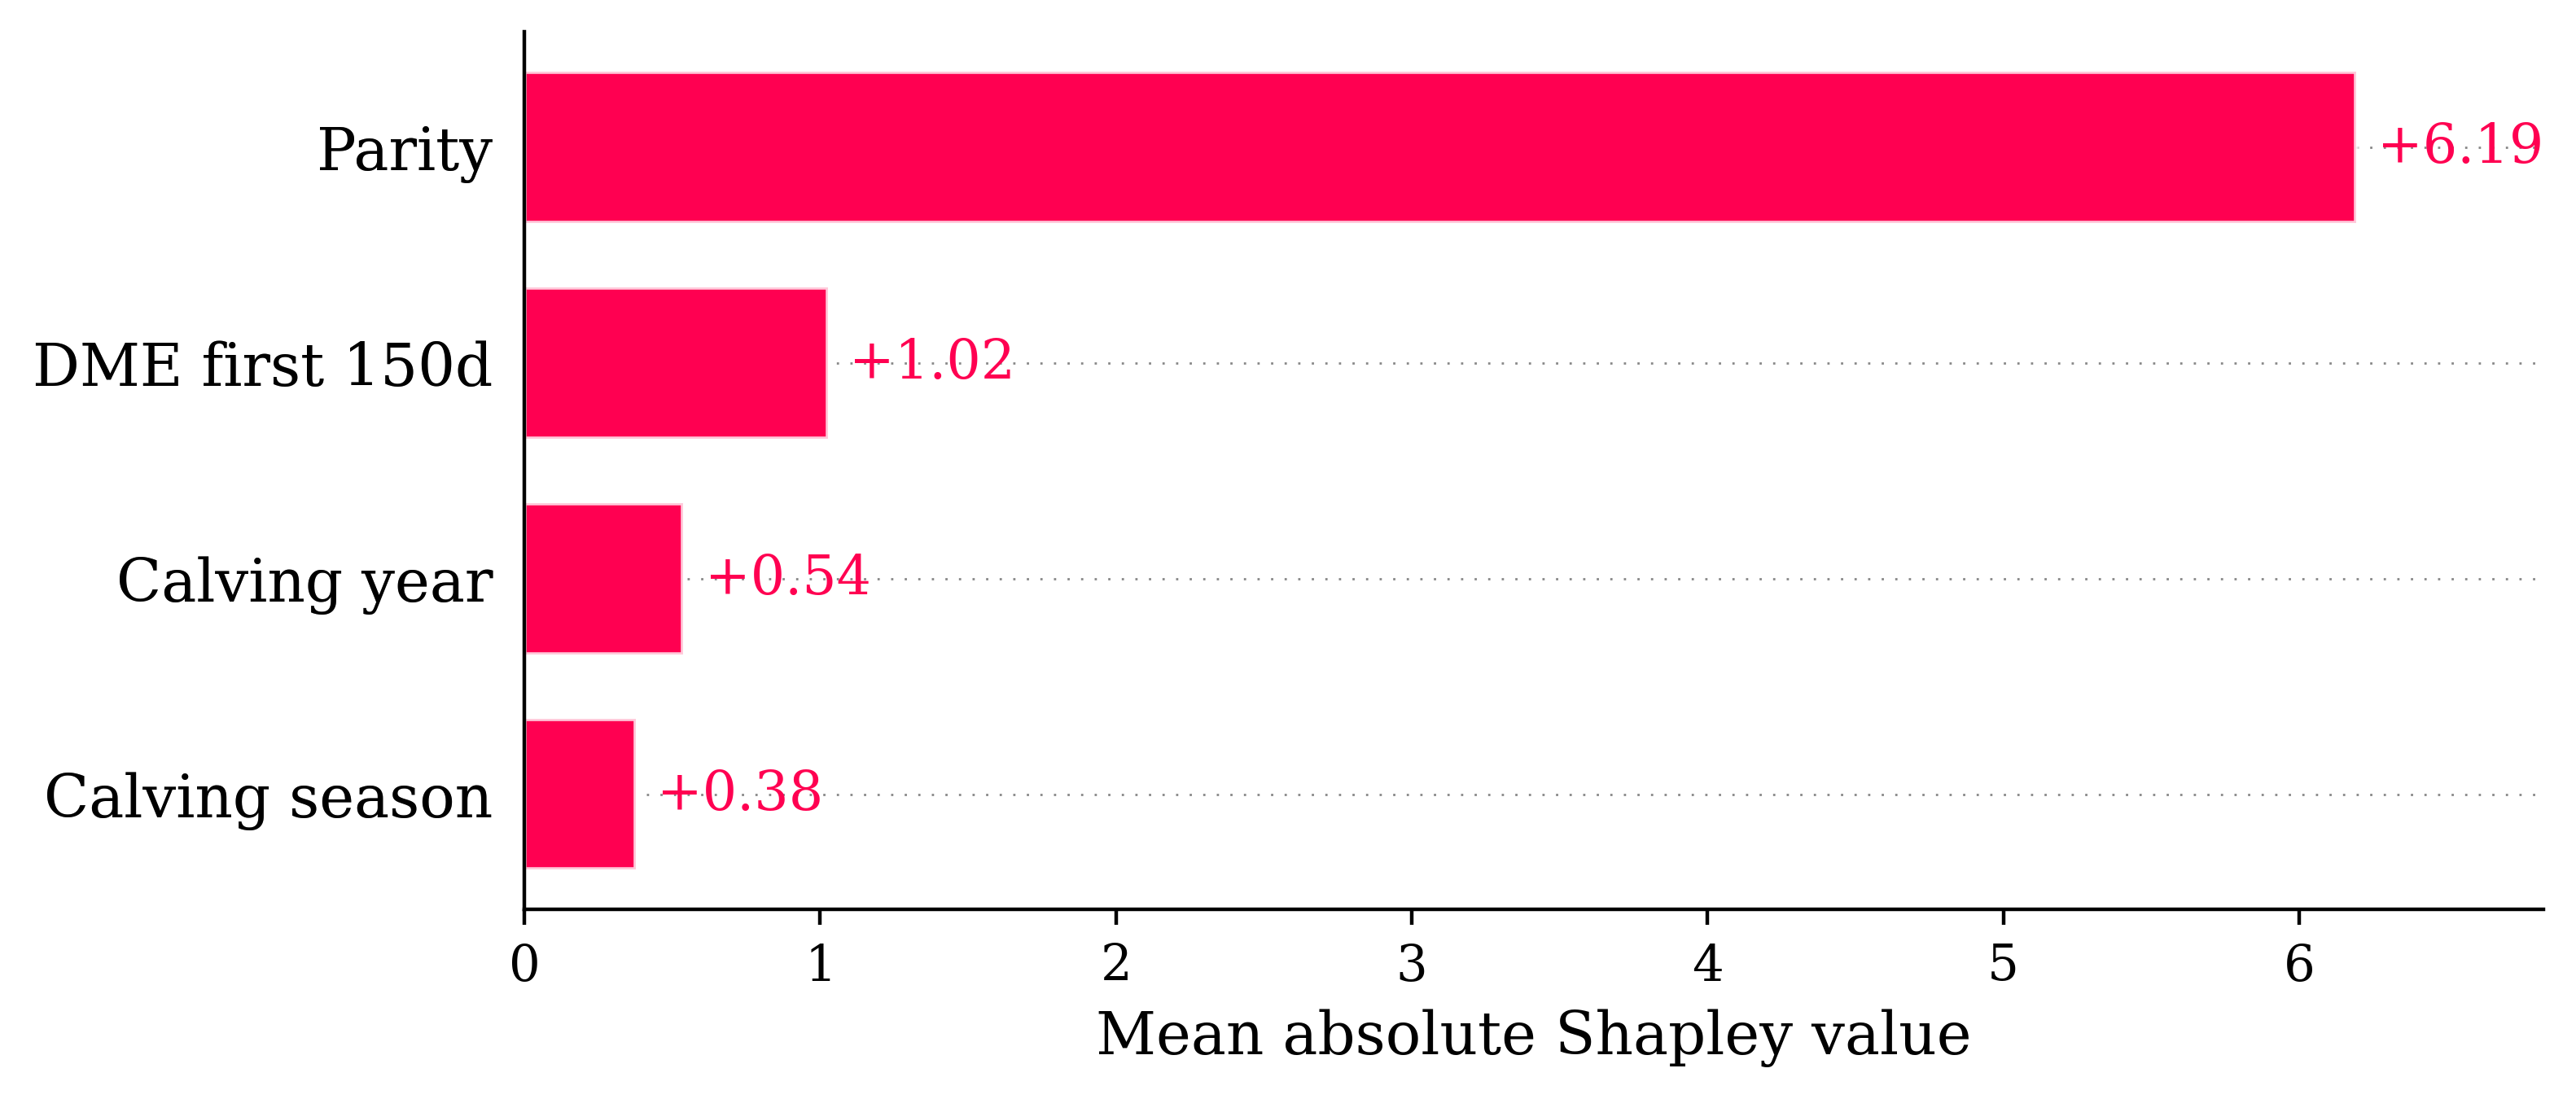 Parity
+6.19
DME first 150d
+1.02
Calving year
+0.54
Calving season
+0.38
0 1 2 3 4 5 6
Mean absolute Shapley value